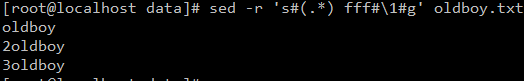 [root@localhost data]# sed -r 's#(.*) fff#\1#g' oldboy.txt
oldboy
2oldboy
3oldboy